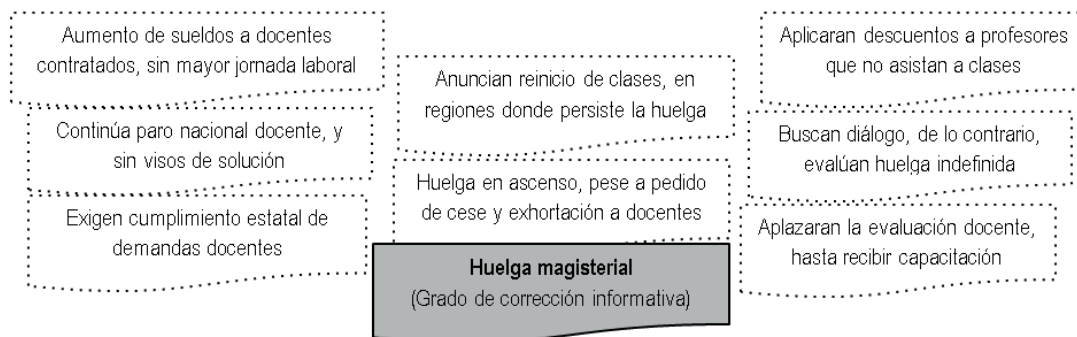 Aumento de sueldos a docentes
contratados, sin mayor jornada laboral
Continúa paro nacional docente, y
sin visos de solución
Exigen cumplimiento estatal de
demandas docentes
Anuncian reinicio de clases, en
regiones donde persiste la huelga
Huelga en ascenso, pese a pedido
de cese y exhortación a docentes
Huelga magisterial
(Grado de corrección informativa)
Aplicaran descuentos a profesores
que no asistan a clases
Buscan diálogo, de lo contrario,
evalúan huelga indefinida
Aplazaran la evaluación docente,
hasta recibir capacitación